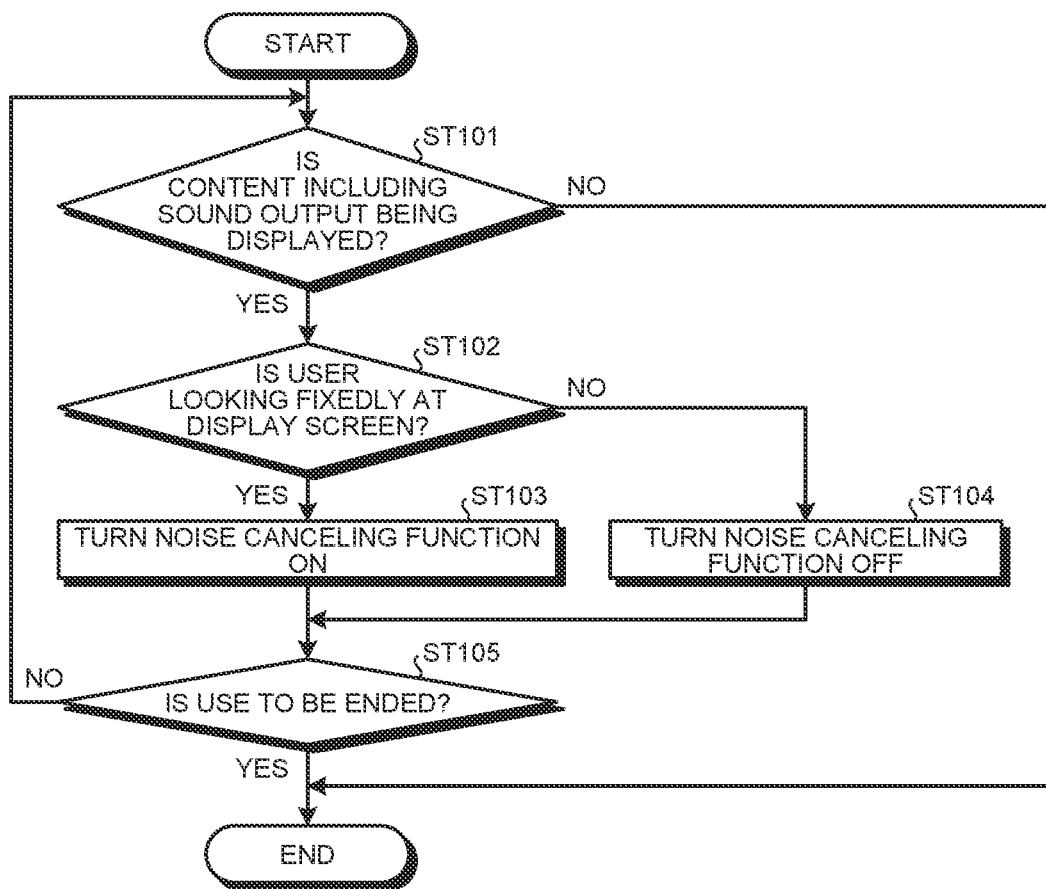 START
ST101
IS
CONTENT INCLUDING
SOUND OUTPUT BEING
DISPLAYED?
NO
YES
ST102
IS USER
LOOKING FIXEDLY AT
DISPLAY SCREEN?
NO
YES
ST103
TURN NOISE CANCELING FUNCTION
ON
ST104
TURN NOISE CANCELING
FUNCTION OFF
ST105
IS USE TO BE ENDED?
NO
YES
END